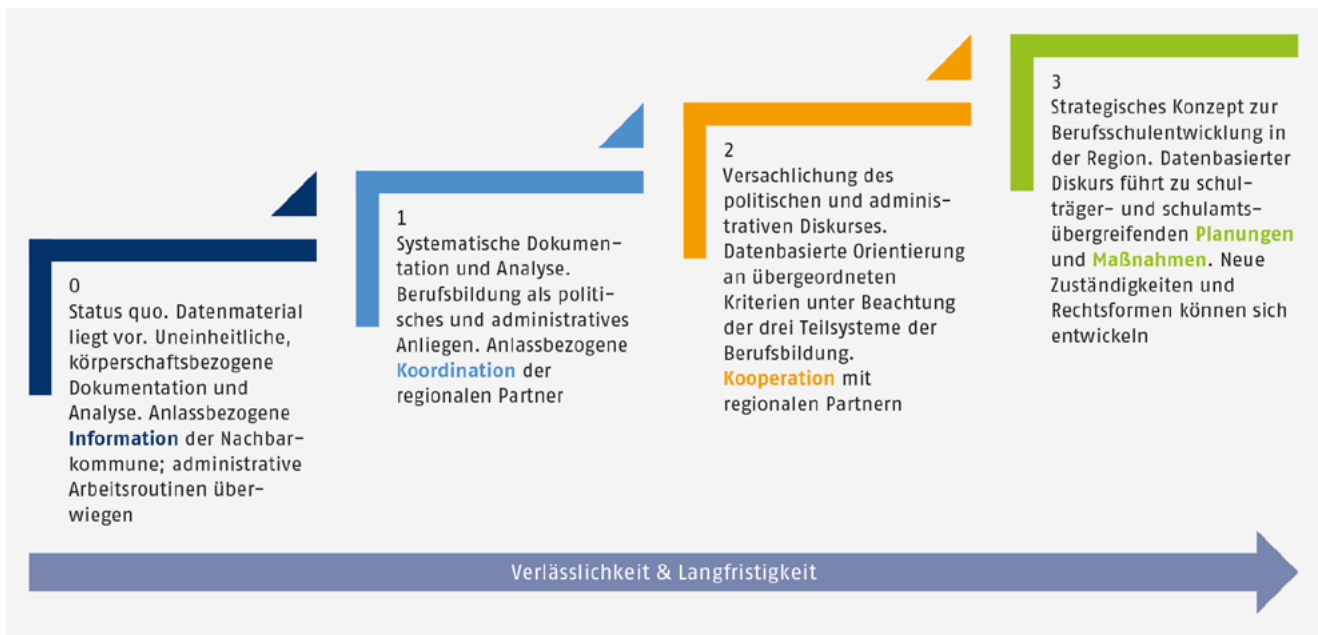 0
Status quo. Datenmaterial
liegt vor. Uneinheitliche,
körperschaftsbezogene
Dokumentation und
Analyse. Anlassbezogene
Information der Nachbar-
kommune; administrative
Arbeitsroutinen über-
wiegen
1
Systematische Dokumen-
tation und Analyse.
Berufsbildung als politi-
sches und administratives
Anliegen. Anlassbezogene
Koordination der
regionalen Partner
2
Versachlichung des
politischen und adminis-
trativen Diskurses.
Datenbasierte Orientierung
an übergeordneten
Kriterien unter Beachtung
der drei Teilsysteme der
Berufsbildung.
Kooperation mit
regionalen Partnern
3
Strategisches Konzept zur
Berufsschulentwicklung in
der Region. Datenbasierter
Diskurs führt zu schul-
träger- und schulamts-
übergreifenden Planungen
und Maßnahmen. Neue
Zuständigkeiten und
Rechtsformen können sich
entwickeln
Verlässlichkeit & Langfristigkeit